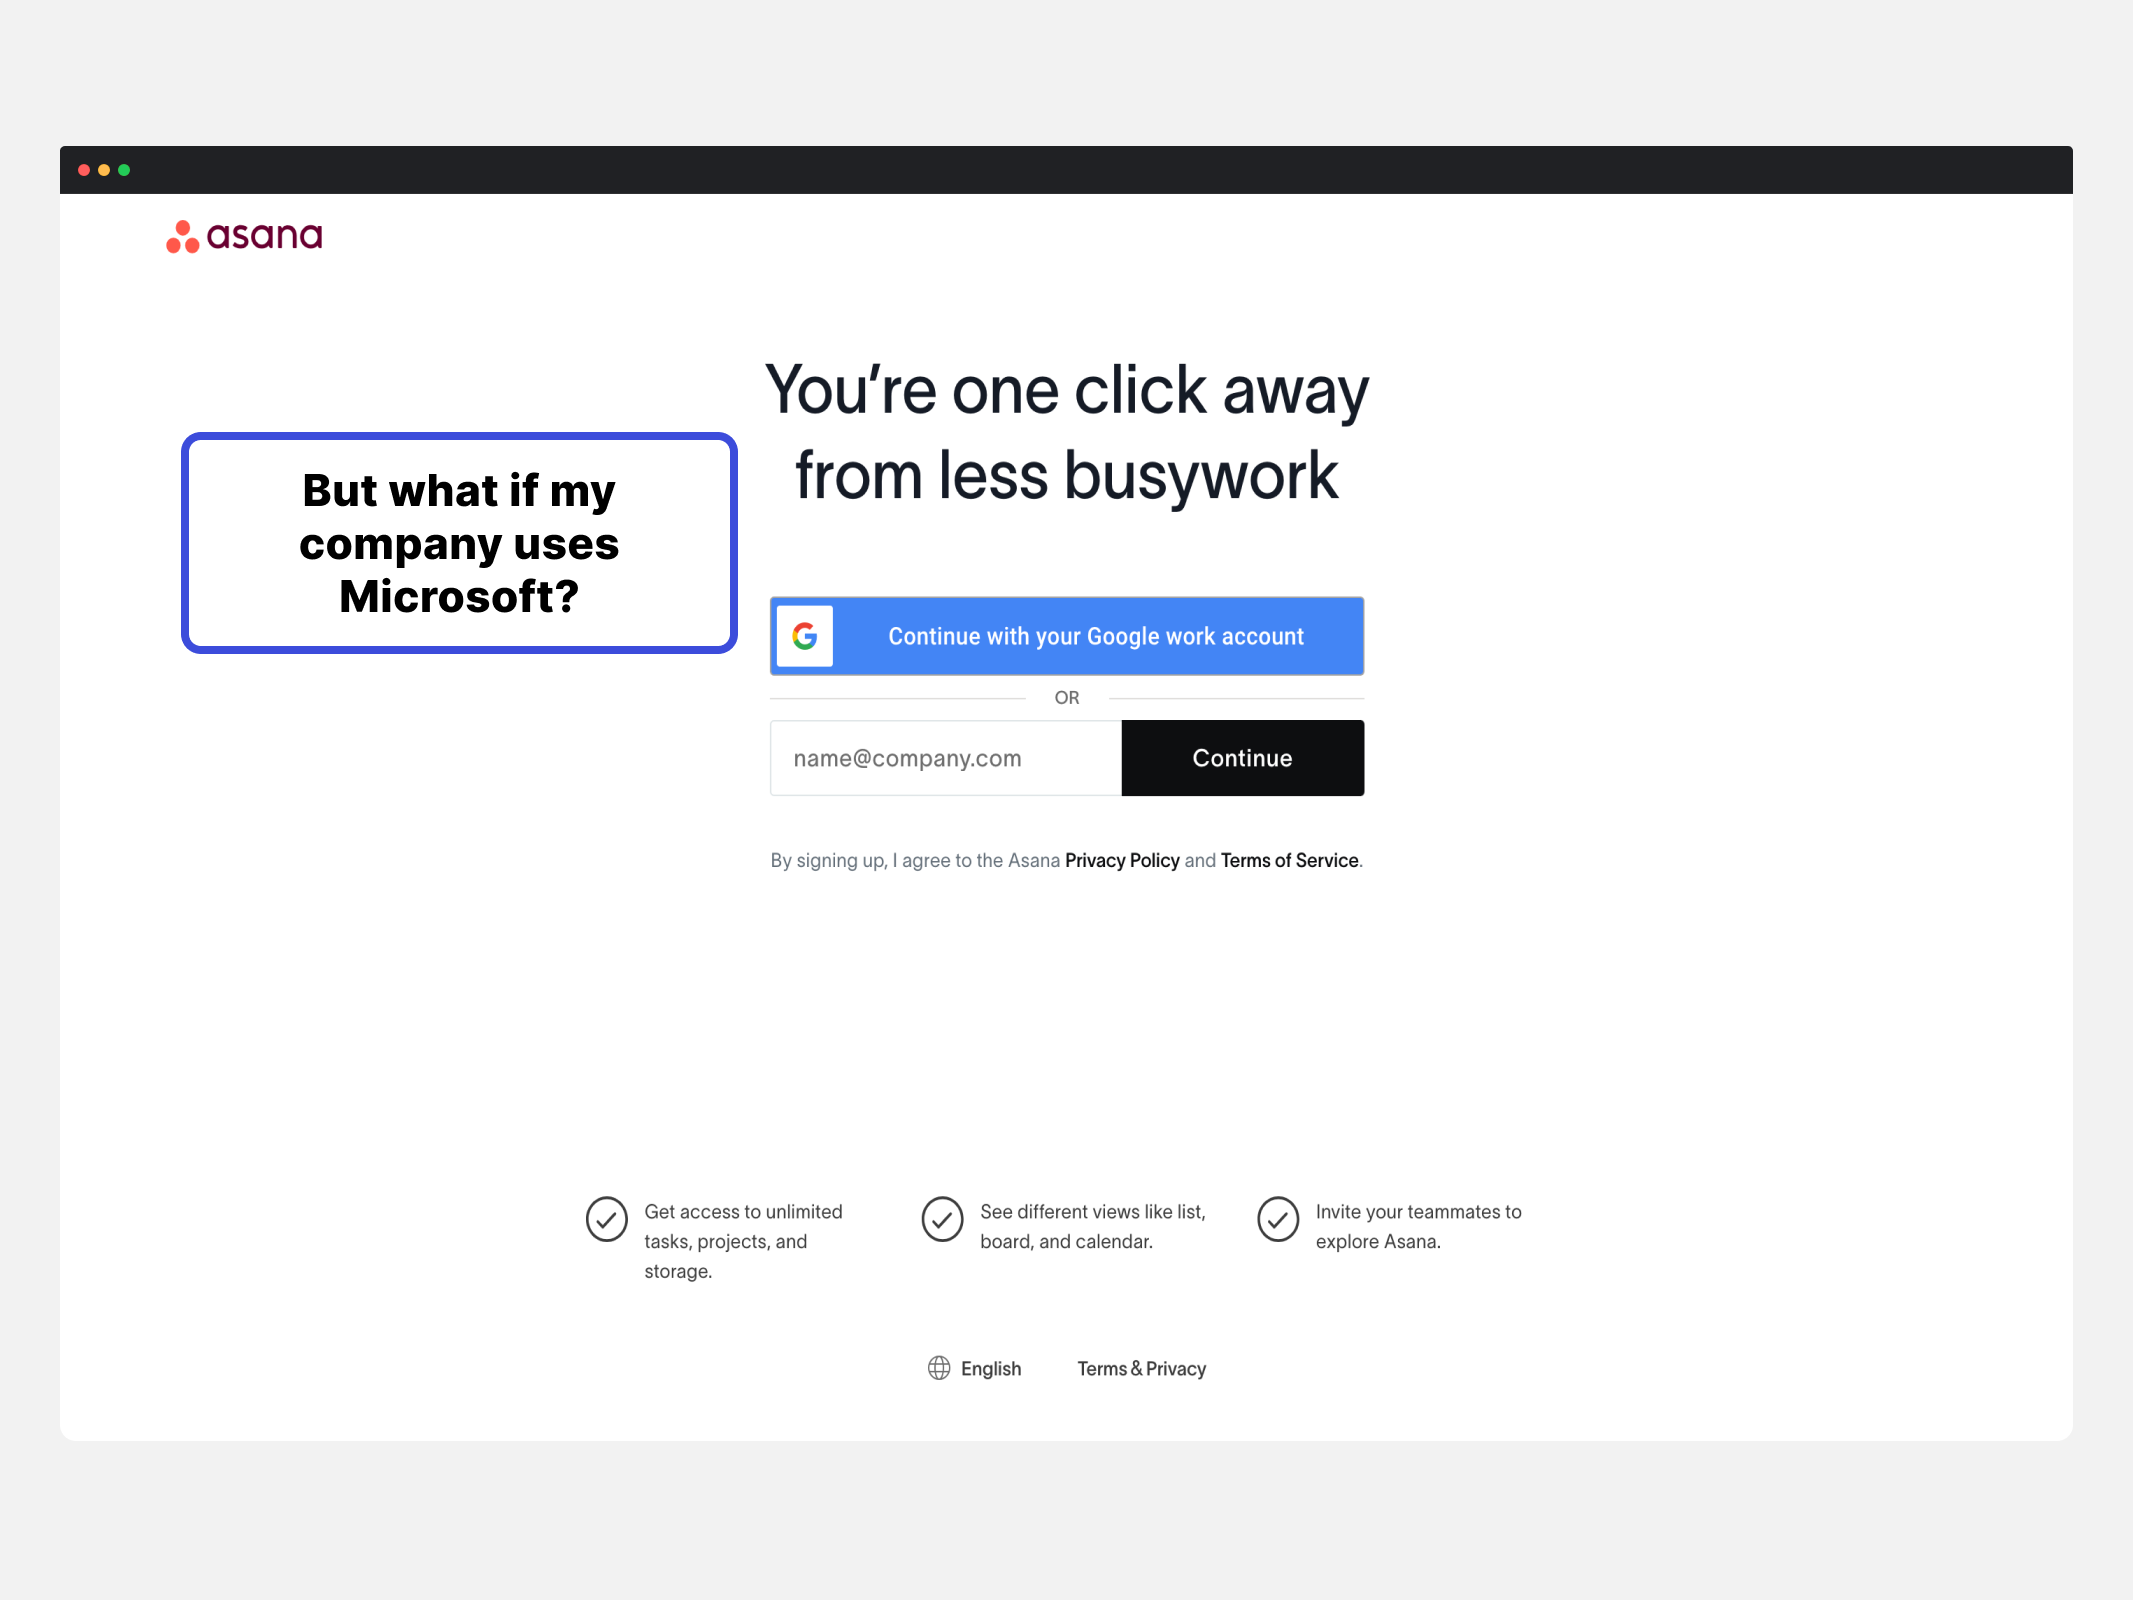 asana
You're one click away
from less busywork
But what if my
company uses
Microsoft?
Continue with your Google work account
OR
name@company.com
Continue
By signing up, I agree to the Asana Privacy Policy and Terms of Service.
Get access to unlimited
tasks, projects, and
storage.
See different views like list,
board, and calendar.
Invite your teammates to
explore Asana.
English
Terms & Privacy